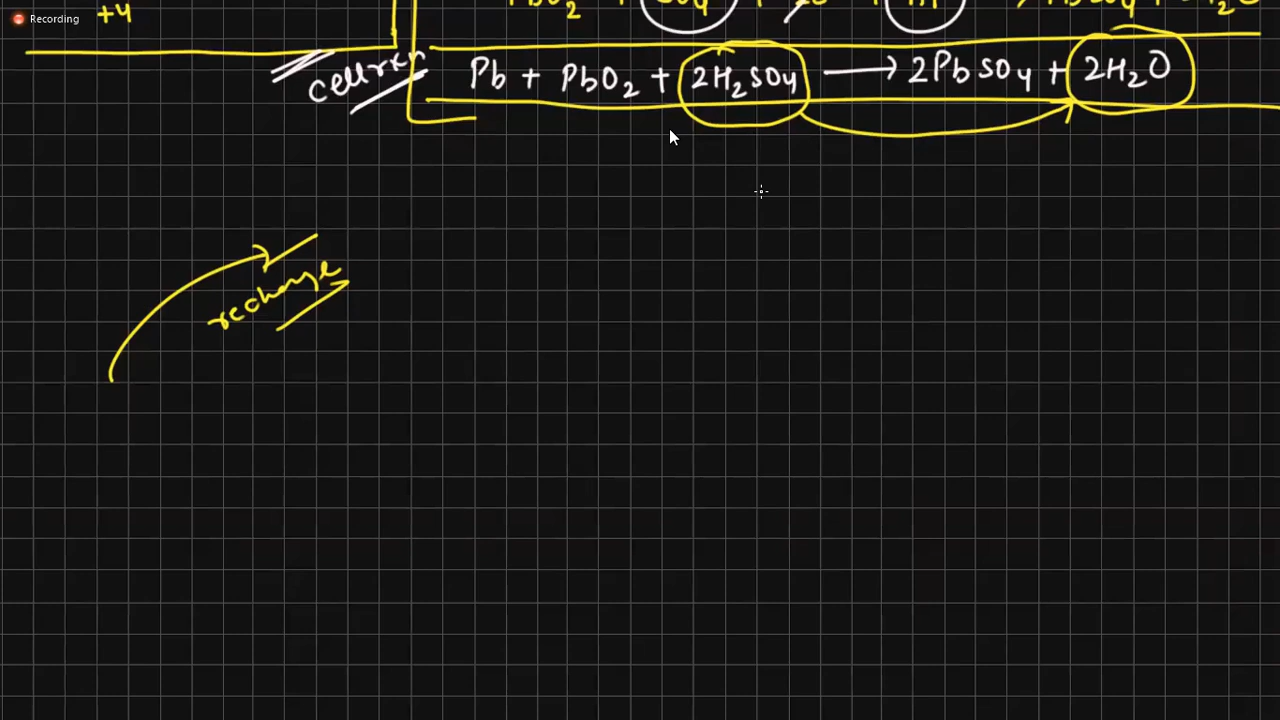 Recording
+4
cell rxn
Pb + PbO₂ + 2H₂SO₄ ⟶ 2PbSO₄ + 2H₂O
recharge